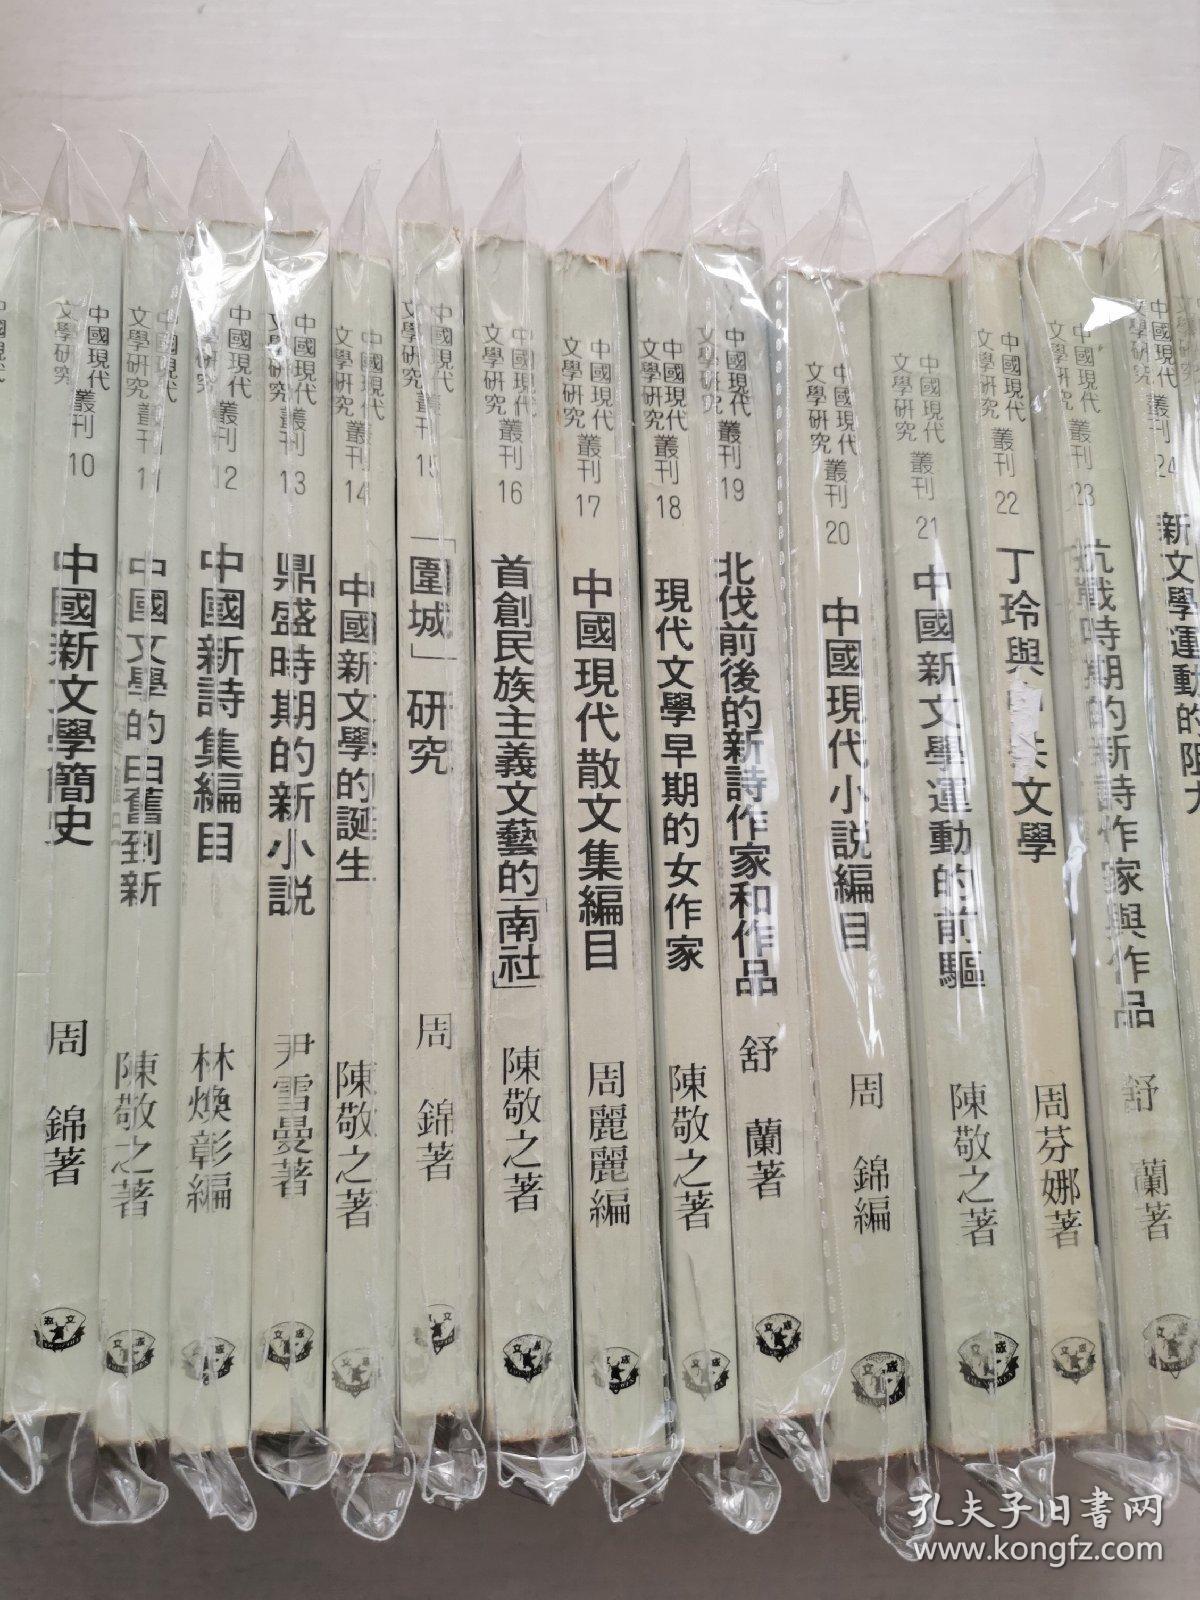 中國現代
文學研究
叢刊 10
中國新文學簡史
周錦著
中國現代
文學研究
叢刊 11
中國文學的由舊到新
陳敬之著
中國現代
叢刊 12
中國新詩集編目
林煥彰編
中國現代
文學研究
叢刊 13
鼎盛時期的新小說
尹雪曼著
中國現代
文學研究
叢刊 14
中國新文學的誕生
陳敬之著
中國現代
文學研究
叢刊 15
「圍城」研究
周錦著
中國現代
文學研究
叢刊 16
首創民族主義文藝的「南社」
陳敬之著
中國現代
文學研究
叢刊 17
中國現代散文集編目
周麗麗編
中國現代
文學研究
叢刊 18
現代文學早期的女作家
陳敬之著
中國現代
文學研究
叢刊 19
北伐前後的新詩作家和作品
舒蘭著
中國現代
文學研究
叢刊 20
中國現代小說編目
周錦編
中國現代
文學研究
叢刊 21
中國新文學運動的前驅
陳敬之著
中國現代
文學研究
叢刊 22
丁玲與中共文學
周芬娜著
中國現代
文學研究
叢刊 23
抗戰時期的新詩作家與作品
舒蘭著
中國現代
文學研究
叢刊 24
新文學運動的阻力
孔夫子旧书网
www.kongfz.com